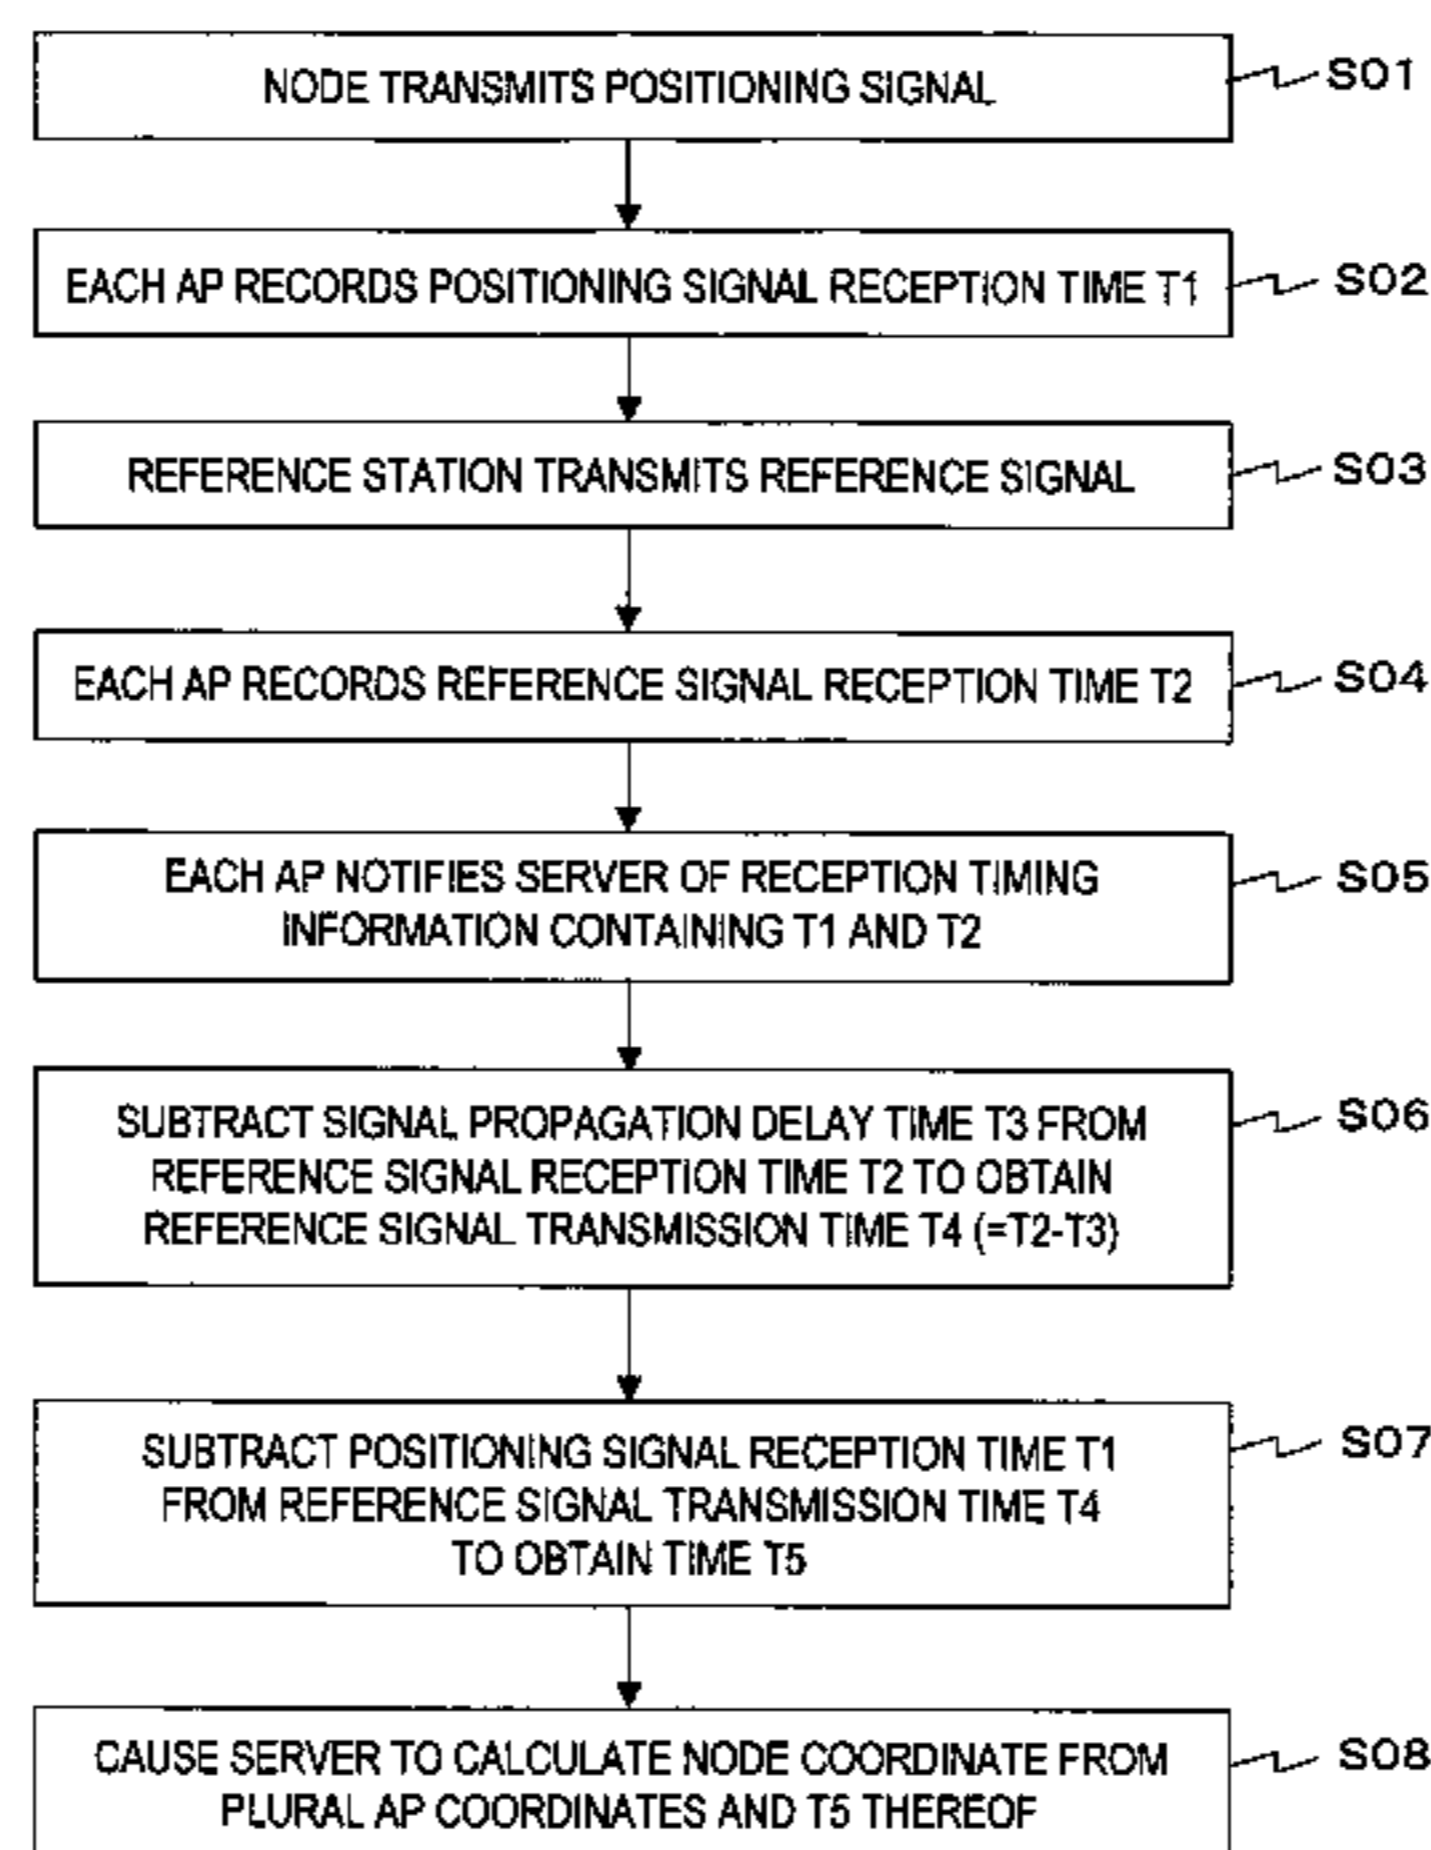 NODE TRANSMITS POSITIONING SIGNAL
S01
EACH AP RECORDS POSITIONING SIGNAL RECEPTION TIME T1
S02
REFERENCE STATION TRANSMITS REFERENCE SIGNAL
S03
EACH AP RECORDS REFERENCE SIGNAL RECEPTION TIME T2
S04
EACH AP NOTIFIES SERVER OF RECEPTION TIMING
INFORMATION CONTAINING T1 AND T2
S05
SUBTRACT SIGNAL PROPAGATION DELAY TIME T3 FROM
REFERENCE SIGNAL RECEPTION TIME T2 TO OBTAIN
REFERENCE SIGNAL TRANSMISSION TIME T4 (=T2-T3)
S06
SUBTRACT POSITIONING SIGNAL RECEPTION TIME T1
FROM REFERENCE SIGNAL TRANSMISSION TIME T4
TO OBTAIN TIME T5
S07
CAUSE SERVER TO CALCULATE NODE COORDINATE FROM
PLURAL AP COORDINATES AND T5 THEREOF
S08